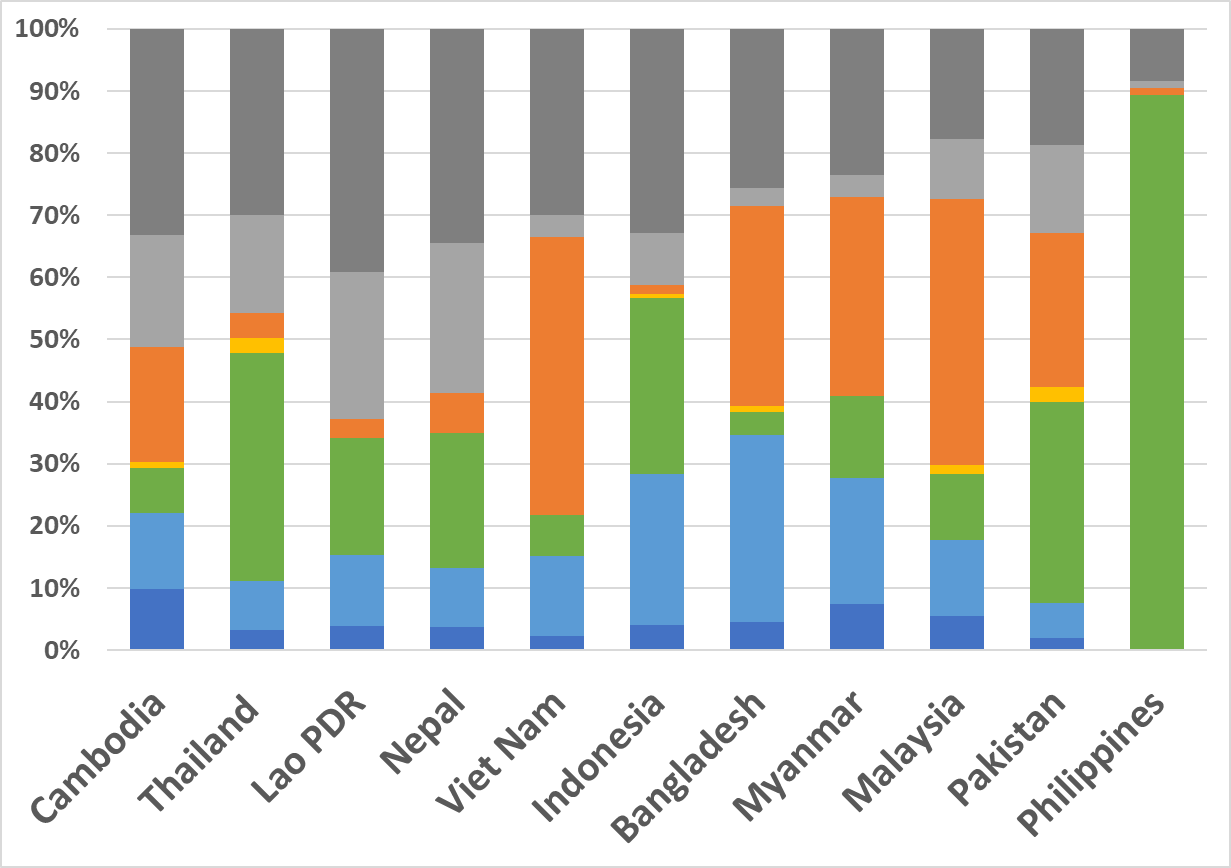 100%
90%
80%
70%
60%
50%
40%
30%
20%
10%
0%
Cambodia
Thailand
Lao PDR
Nepal
Viet Nam
Indonesia
Bangladesh
Myanmar
Malaysia
Pakistan
Philippines